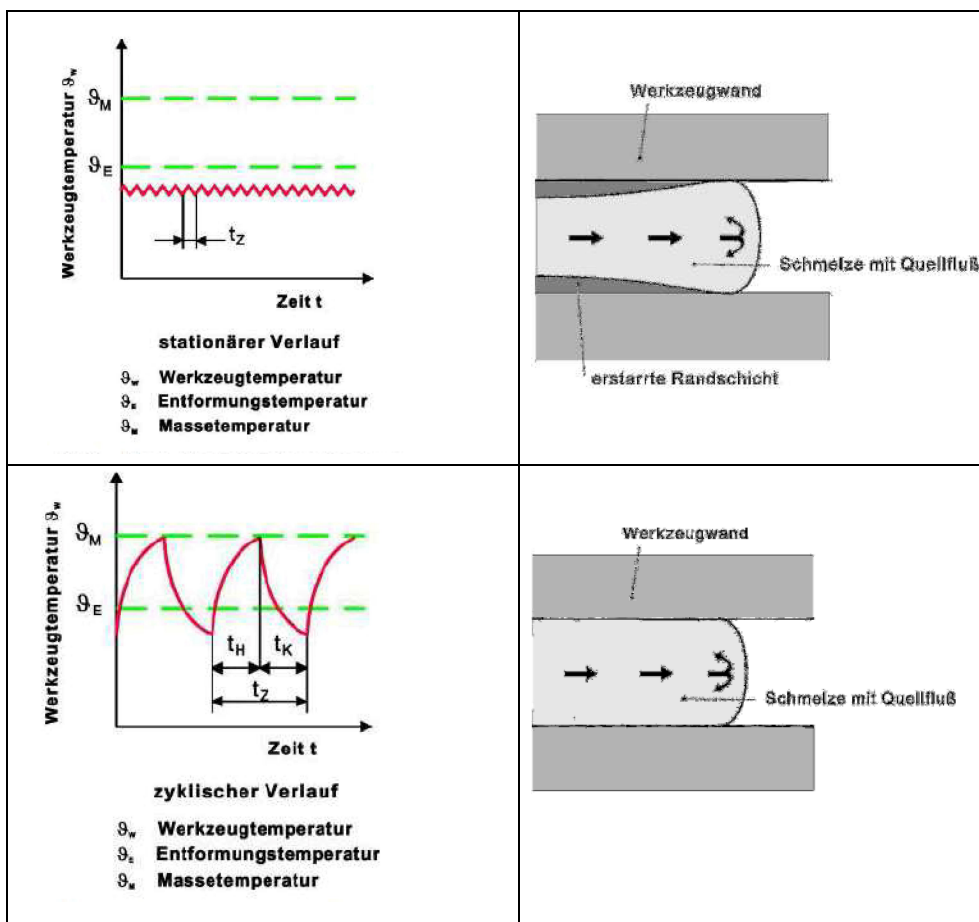 Werkzeugtemperatur ϑw
ϑM
ϑE
tZ
Zeit t
stationärer Verlauf
ϑw Werkzeugtemperatur
ϑE Entformungstemperatur
ϑM Massetemperatur
Werkzeugwand
Schmelze mit Quellfluß
erstarrte Randschicht
Werkzeugtemperatur ϑw
ϑM
ϑE
tH tK
tZ
Zeit t
zyklischer Verlauf
ϑw Werkzeugtemperatur
ϑE Entformungstemperatur
ϑM Massetemperatur
Werkzeugwand
Schmelze mit Quellfluß